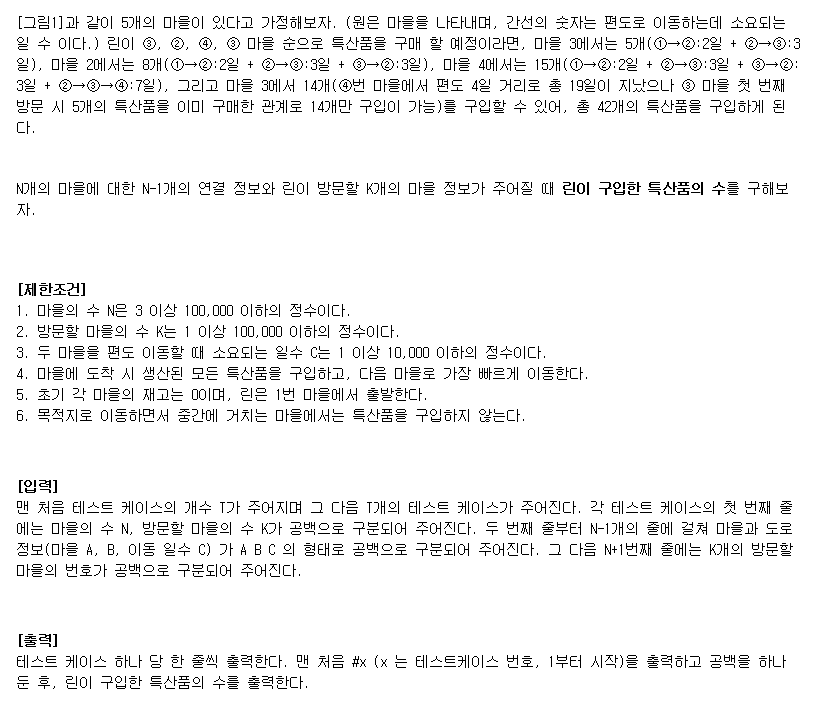 [그림1]과 같이 5개의 마을이 있다고 가정해보자. (원은 마을을 나타내며, 간선의 숫자는 편도로 이동하는데 소요되는
일 수 이다.) 린이 ③, ②, ④, ③ 마을 순으로 특산품을 구매 할 예정이라면, 마을 3에서는 5개(①→②:2일 + ②→③:3
일), 마을 2에서는 8개(①→②:2일 + ②→③:3일 + ③→②:3일), 마을 4에서는 15개(①→②:2일 + ②→③:3일 + ③→②:
3일 + ②→③→④:7일), 그리고 마을 3에서 14개(④번 마을에서 편도 4일 거리로 총 19일이 지났으나 ③ 마을 첫 번째
방문 시 5개의 특산품을 이미 구매한 관계로 14개만 구입이 가능)를 구입할 수 있어, 총 42개의 특산품을 구입하게 된
다.
N개의 마을에 대한 N-1개의 연결 정보와 린이 방문할 K개의 마을 정보가 주어질 때 린이 구입한 특산품의 수를 구해보
자.
[제한조건]
1. 마을의 수 N은 3 이상 100,000 이하의 정수이다.
2. 방문할 마을의 수 K는 1 이상 100,000 이하의 정수이다.
3. 두 마을을 편도 이동할 때 소요되는 일수 C는 1 이상 10,000 이하의 정수이다.
4. 마을에 도착 시 생산된 모든 특산품을 구입하고, 다음 마을로 가장 빠르게 이동한다.
5. 초기 각 마을의 재고는 0이며, 린은 1번 마을에서 출발한다.
6. 목적지로 이동하면서 중간에 거치는 마을에서는 특산품을 구입하지 않는다.
[입력]
맨 처음 테스트 케이스의 개수 T가 주어지며 그 다음 T개의 테스트 케이스가 주어진다. 각 테스트 케이스의 첫 번째 줄
에는 마을의 수 N, 방문할 마을의 수 K가 공백으로 구분되어 주어진다. 두 번째 줄부터 N-1개의 줄에 걸쳐 마을과 도로
정보(마을 A, B, 이동 일수 C) 가 A B C 의 형태로 공백으로 구분되어 주어진다. 그 다음 N+1번째 줄에는 K개의 방문할
마을의 번호가 공백으로 구분되어 주어진다.
[출력]
테스트 케이스 하나 당 한 줄씩 출력한다. 맨 처음 #x (x 는 테스트케이스 번호, 1부터 시작)을 출력하고 공백을 하나
둔 후, 린이 구입한 특산품의 수를 출력한다.